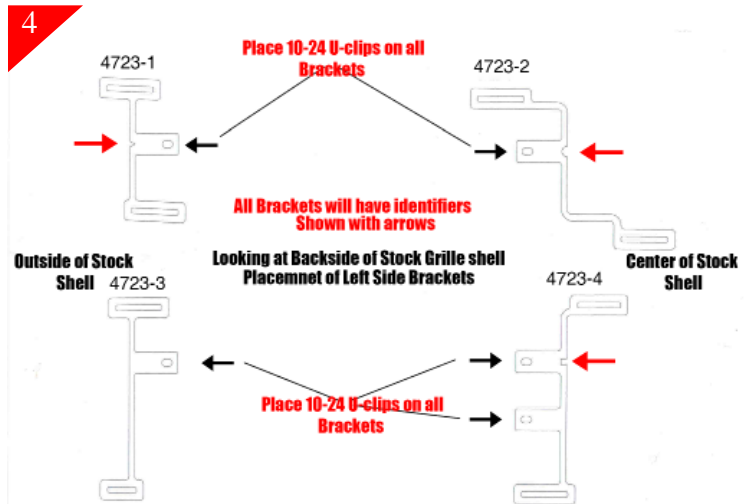 4
Place 10-24 U-clips on all
Brackets
4723-1
4723-2
All Brackets will have identifiers
Shown with arrows
Outside of Stock
Shell
Looking at Backside of Stock Grille shell
Placemnet of Left Side Brackets
Center of Stock
Shell
4723-3
4723-4
Place 10-24 U-clips on all
Brackets